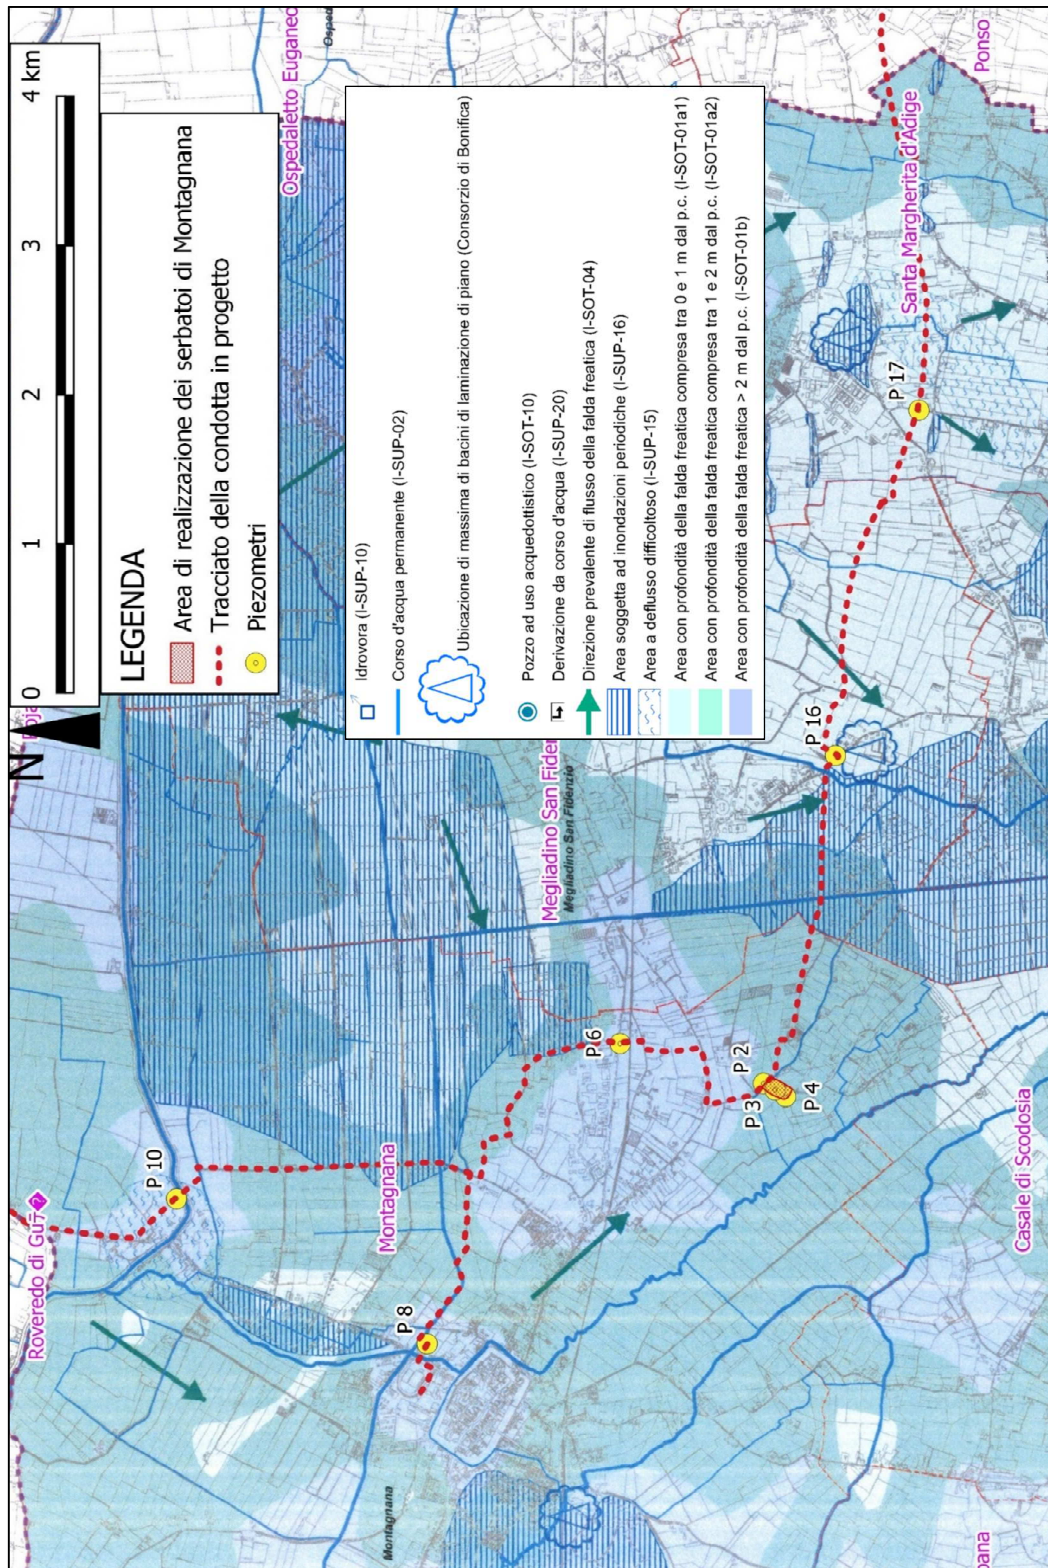 0 1 2 3 4 km
N
LEGENDA
Area di realizzazione dei serbatoi di Montagnana
Tracciato della condotta in progetto
Piezometri
Idrovora (I-SUP-10)
Corso d'acqua permanente (I-SUP-02)
Ubicazione di massima di bacini di laminazione di piano (Consorzio di Bonifica)
Pozzo ad uso acquedottistico (I-SOT-10)
Derivazione da corso d'acqua (I-SUP-20)
Direzione prevalente di flusso della falda freatica (I-SOT-04)
Area soggetta ad inondazioni periodiche (I-SUP-16)
Area a deflusso difficoltoso (I-SUP-15)
Area con profondità della falda freatica compresa tra 0 e 1 m dal p.c. (I-SOT-01a1)
Area con profondità della falda freatica compresa tra 1 e 2 m dal p.c. (I-SOT-01a2)
Area con profondità della falda freatica > 2 m dal p.c. (I-SOT-01b)
Roveredo di Gu7�
Ospedaletto Euganeo
Osped
P 10
Montagnana
P 8
Montagnana
Megliadino San Fiden
Megliadino San Fidenzio
P 6
P 2
P 3
P 4
P 16
P 17
Santa Margherita d'Adige
Ponso
Casale di Scodosia